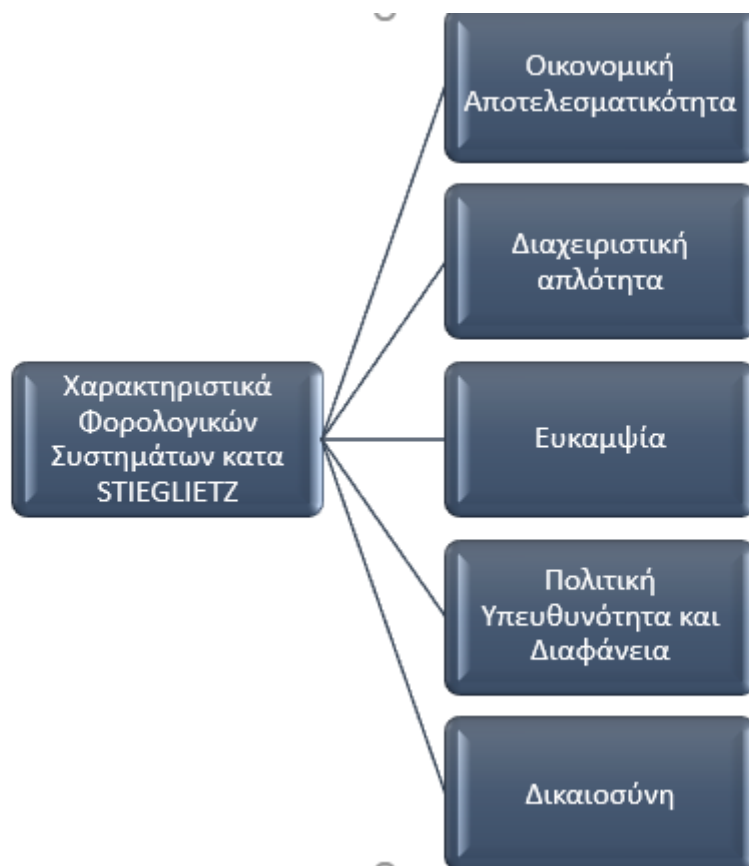 Οικονομική
Αποτελεσματικότητα
Διαχειριστική
απλότητα
Χαρακτηριστικά
Φορολογικών
Συστημάτων κατα
STIEGLIETZ
Ευκαμψία
Πολιτική
Υπευθυνότητα και
Διαφάνεια
Δικαιοσύνη